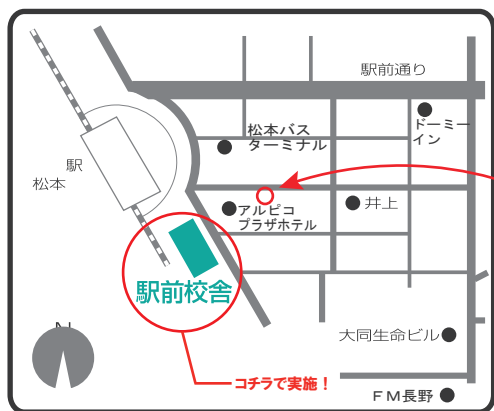 駅前通り
ドーミー
イン
松本バス
ターミナル
駅
松本
井上
アルピコ
プラザホテル
駅前校舎
大同生命ビル
N
コチラで実施！
ＦＭ長野